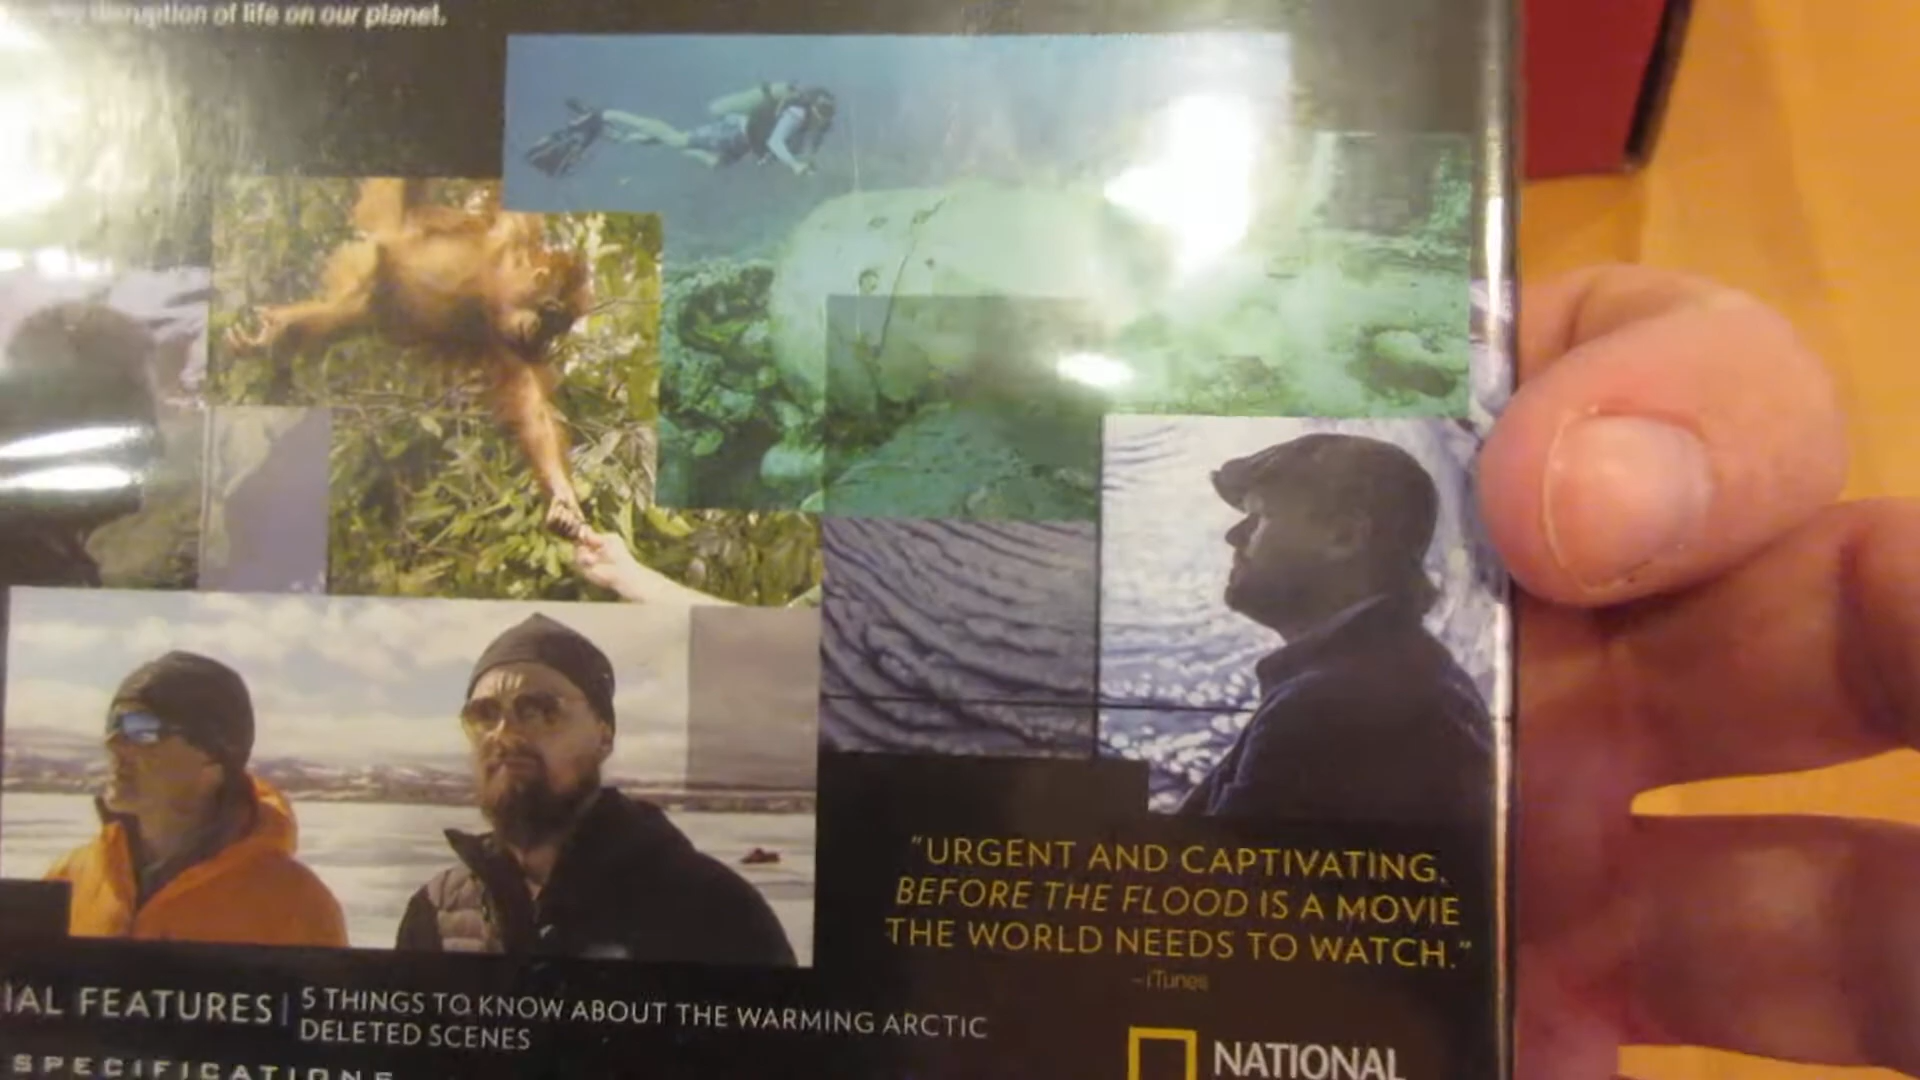 disruption of life on our planet.
"URGENT AND CAPTIVATING.
BEFORE THE FLOOD IS A MOVIE
THE WORLD NEEDS TO WATCH."
–iTunes
IAL FEATURES | 5 THINGS TO KNOW ABOUT THE WARMING ARCTIC
DELETED SCENES
SPECIFICATIONS
NATIONAL